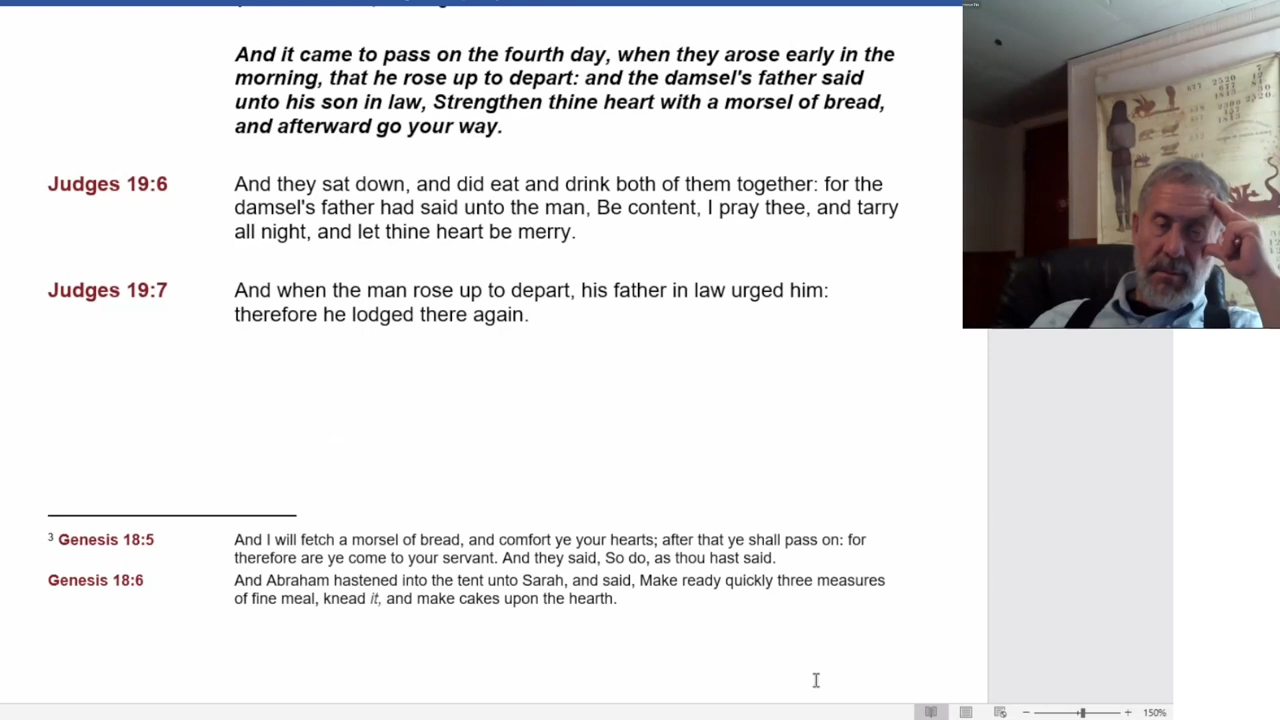 And it came to pass on the fourth day, when they arose early in the
morning, that he rose up to depart: and the damsel's father said
unto his son in law, Strengthen thine heart with a morsel of bread,
and afterward go your way.
Judges 19:6 And they sat down, and did eat and drink both of them together: for the
damsel's father had said unto the man, Be content, I pray thee, and tarry
all night, and let thine heart be merry.
Judges 19:7 And when the man rose up to depart, his father in law urged him:
therefore he lodged there again.
3 Genesis 18:5 And I will fetch a morsel of bread, and comfort ye your hearts; after that ye shall pass on: for
therefore are ye come to your servant. And they said, So do, as thou hast said.
Genesis 18:6 And Abraham hastened into the tent unto Sarah, and said, Make ready quickly three measures
of fine meal, knead it, and make cakes upon the hearth.
150%
677 2520
2520
2300
1843